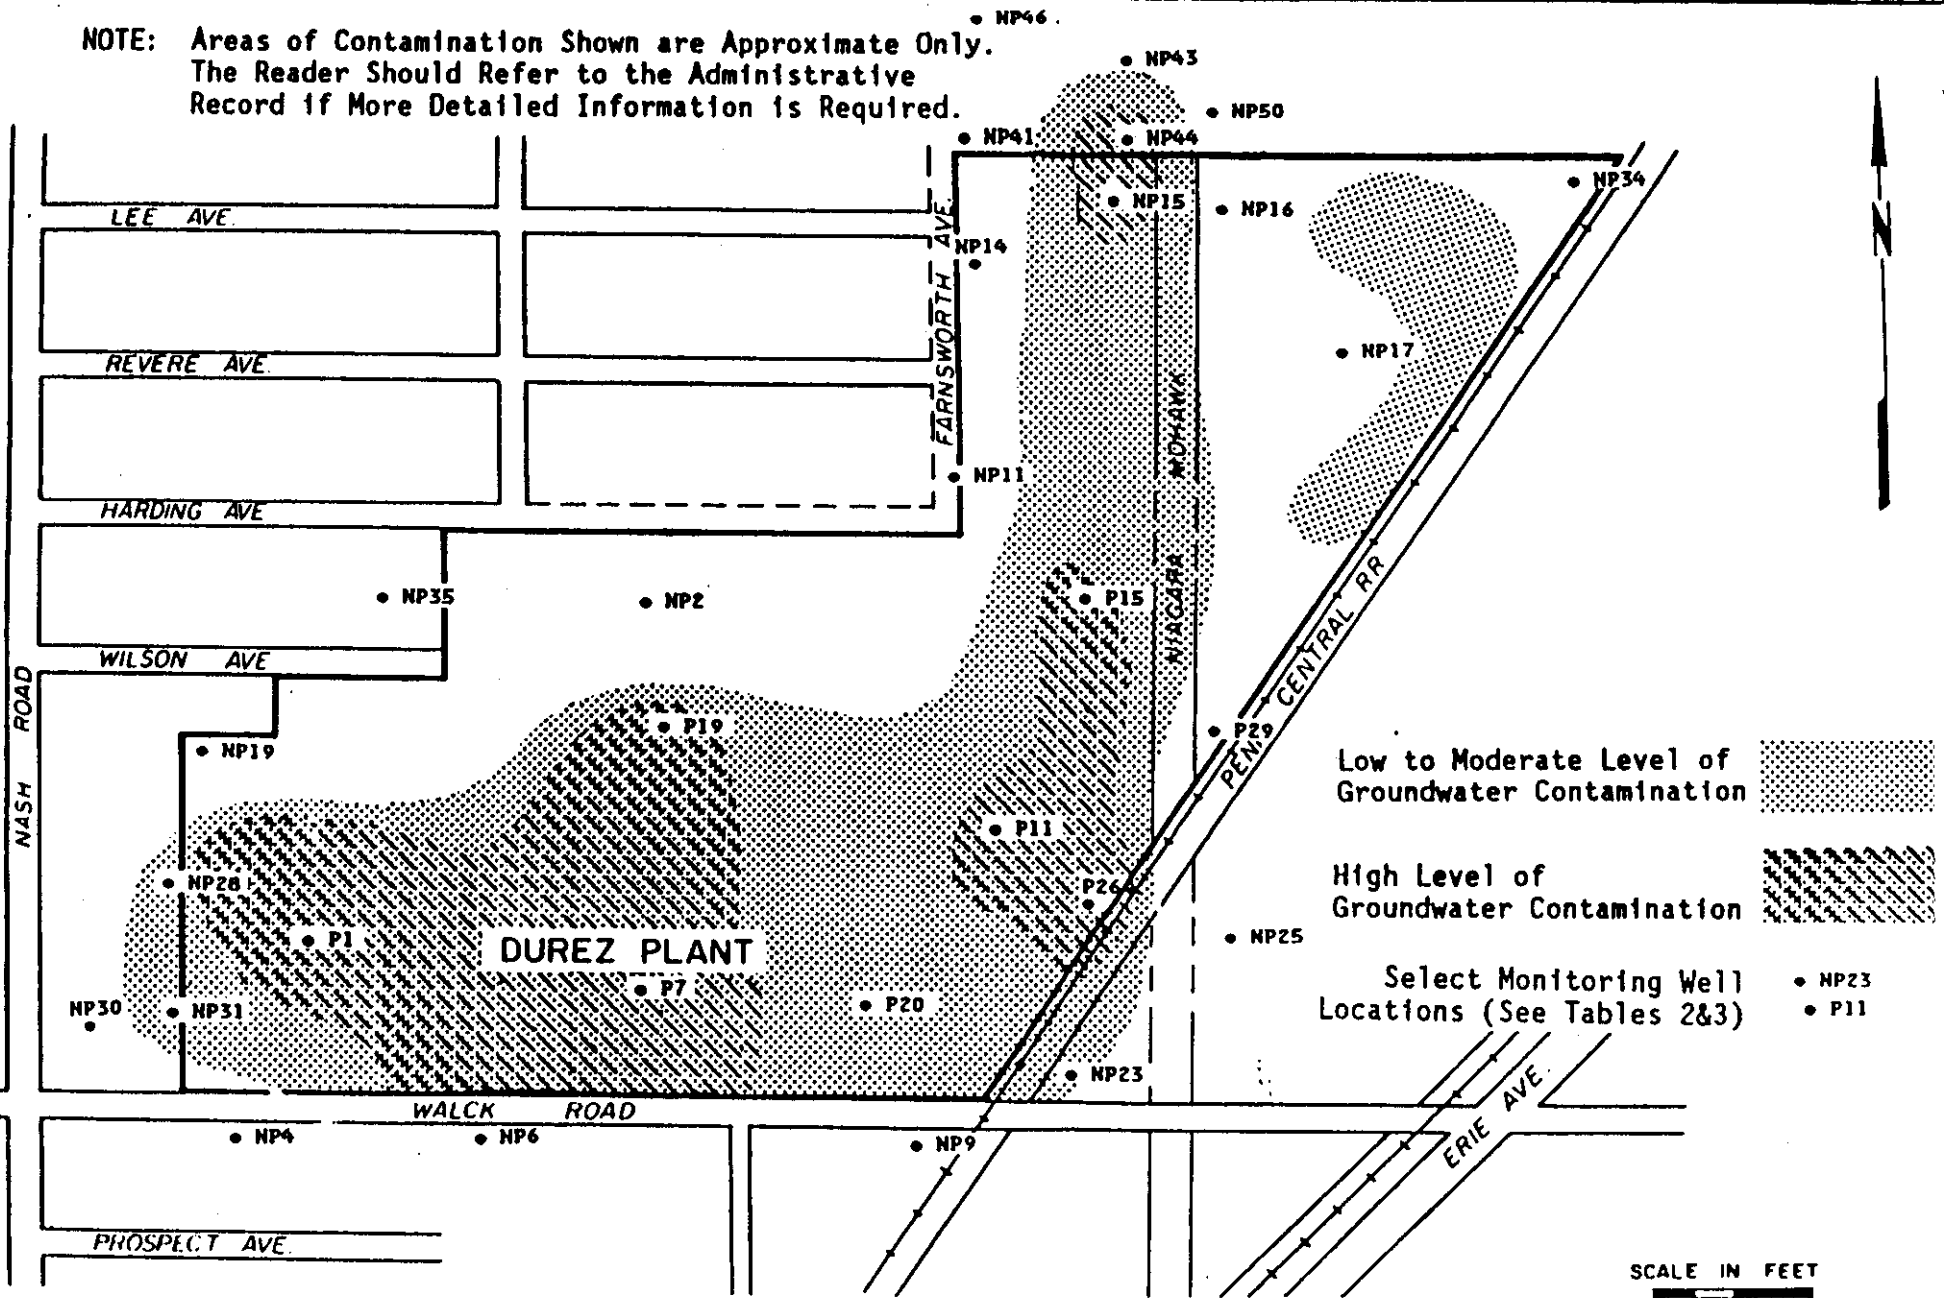 NP46 .
NOTE: Areas of Contamination Shown are Approximate Only.
The Reader Should Refer to the Administrative
Record if More Detailed Information is Required.
NP43
NP50
NP41
NP44
NP34
NP15
NP16
LEE AVE.
NP14
FARNSWORTH AVE.
N
NP17
REVERE AVE.
NIAGARA MOHAWK
NP11
HARDING AVE
NP35
NP2
P15
PENN CENTRAL RR
WILSON AVE
NASH ROAD
P19
P29
NP19
Low to Moderate Level of
Groundwater Contamination
P11
NP28
P26
High Level of
Groundwater Contamination
P1
DUREZ PLANT
NP25
P7
Select Monitoring Well
Locations (See Tables 2&3)
NP23
P11
NP30
NP31
P20
NP23
WALCK ROAD
ERIE AVE.
NP4
NP6
NP9
PROSPECT AVE.
SCALE IN FEET